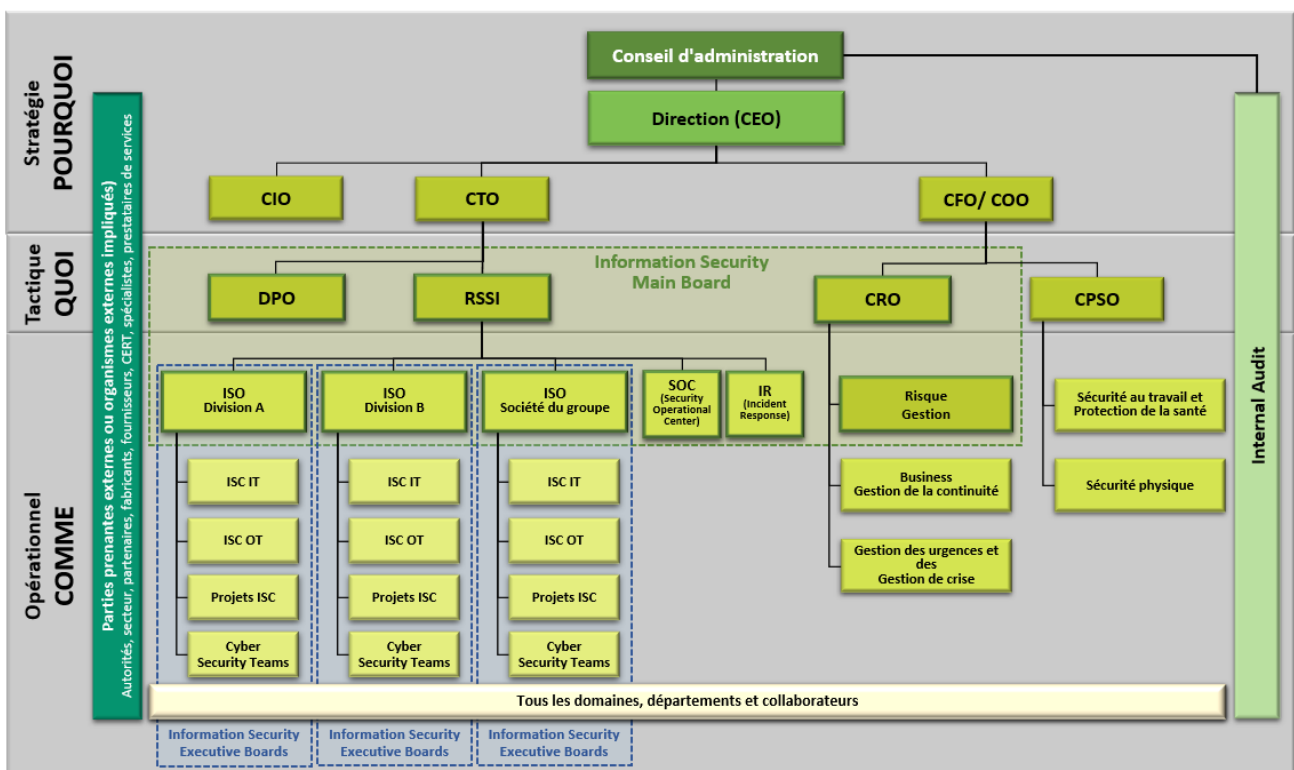 Conseil d'administration
Direction (CEO)
Stratégie
POURQUOI
CIO
CTO
CFO/ COO
Tactique
QUOI
Information Security
Main Board
DPO
RSSI
CRO
CPSO
Opérationnel
COMME
ISO
Division A
ISO
Division B
ISO
Société du groupe
SOC
(Security
Operational
Center)
IR
(Incident
Response)
Risque
Gestion
Sécurité au travail et
Protection de la santé
ISC IT
ISC OT
Projets ISC
Cyber
Security Teams
ISC IT
ISC OT
Projets ISC
Cyber
Security Teams
ISC IT
ISC OT
Projets ISC
Cyber
Security Teams
Business
Gestion de la continuité
Gestion des urgences et
des
Gestion de crise
Sécurité physique
Tous les domaines, départements et collaborateurs
Information Security
Executive Boards
Information Security
Executive Boards
Information Security
Executive Boards
Parties prenantes externes ou organismes externes impliqués)
Autorités, secteur, partenaires, fabricants, fournisseurs, CERT, spécialistes, prestataires de services
Internal Audit